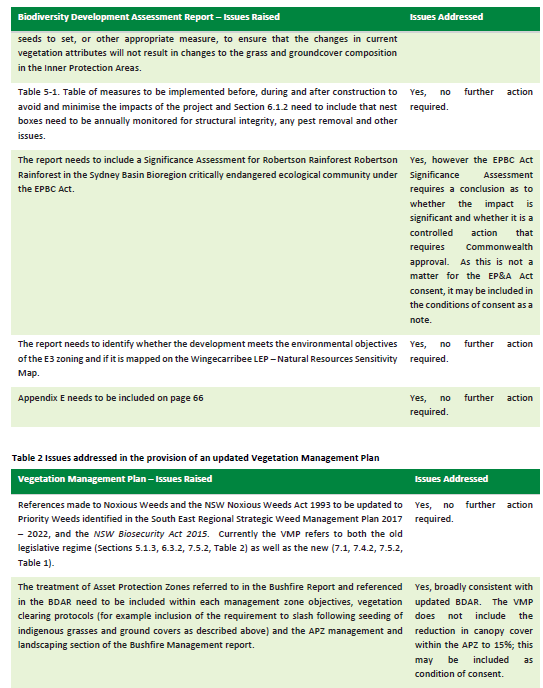 Biodiversity Development Assessment Report – Issues Raised Issues Addressed
seeds to set, or other appropriate measure, to ensure that the changes in current
vegetation attributes will not result in changes to the grass and groundcover composition
in the Inner Protection Areas.
Table 5-1. Table of measures to be implemented before, during and after construction to
avoid and minimise the impacts of the project and Section 6.1.2 need to include that nest
boxes need to be annually monitored for structural integrity, any pest removal and other
issues.
Yes, no further action
required.
The report needs to include a Significance Assessment for Robertson Rainforest Robertson
Rainforest in the Sydney Basin Bioregion critically endangered ecological community under
the EPBC Act.
Yes, however the EPBC Act
Significance Assessment
requires a conclusion as to
whether the impact is
significant and whether it is a
controlled action that
requires Commonwealth
approval. As this is not a
matter for the EP&A Act
consent, it may be included in
the conditions of consent as a
note.
The report needs to identify whether the development meets the environmental objectives
of the E3 zoning and if it is mapped on the Wingecarribee LEP – Natural Resources Sensitivity
Map.
Yes, no further action
required.
Appendix E needs to be included on page 66
Yes, no further action
required.
Table 2 Issues addressed in the provision of an updated Vegetation Management Plan
Vegetation Management Plan – Issues Raised Issues Addressed
References made to Noxious Weeds and the NSW Noxious Weeds Act 1993 to be updated to
Priority Weeds identified in the South East Regional Strategic Weed Management Plan 2017
– 2022, and the NSW Biosecurity Act 2015. Currently the VMP refers to both the old
legislative regime (Sections 5.1.3, 6.3.2, 7.5.2, Table 2) as well as the new (7.1, 7.4.2, 7.5.2,
Table 1).
Yes, no further action
required.
The treatment of Asset Protection Zones referred to in the Bushfire Report and referenced
in the BDAR need to be included within each management zone objectives, vegetation
clearing protocols (for example inclusion of the requirement to slash following seeding of
indigenous grasses and ground covers as described above) and the APZ management and
landscaping section of the Bushfire Management report.
Yes, broadly consistent with
updated BDAR. The VMP
does not include the
reduction in canopy cover
within the APZ to 15%; this
may be included as
condition of consent.